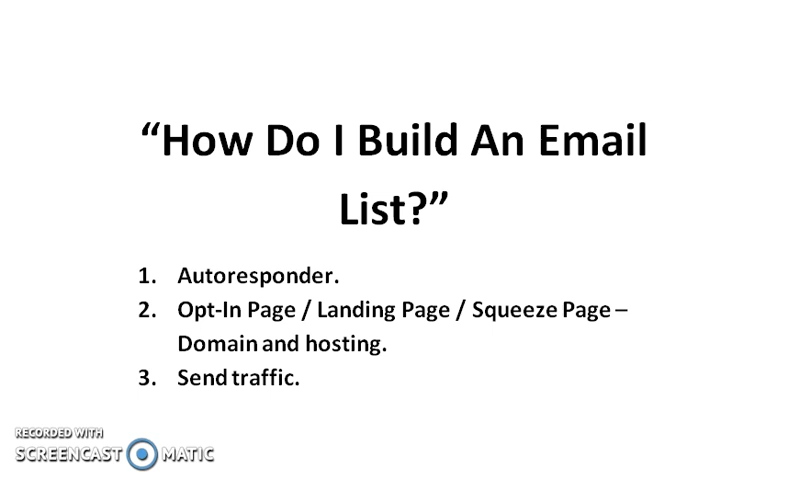 “How Do I Build An Email
List?”
1. Autoresponder.
2. Opt-In Page / Landing Page / Squeeze Page –
Domain and hosting.
3. Send traffic.
RECORDED WITH
SCREENCAST MATIC